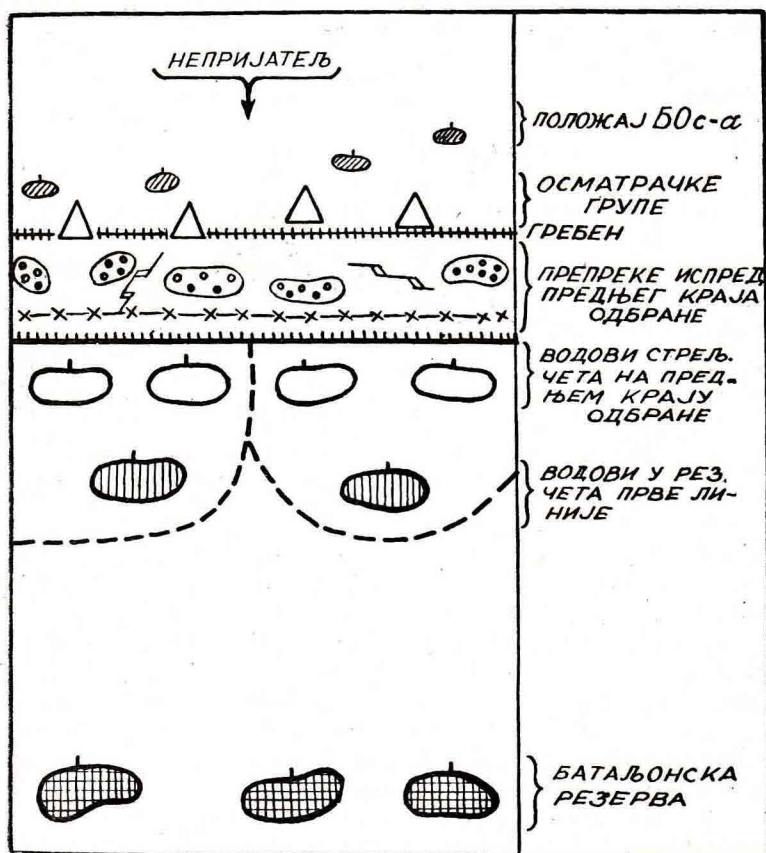 НЕПРИЈАТЕЉ
ПОЛОЖАЈ БОс-а
ОСМАТРАЧКЕ
ГРУПЕ
ГРЕБЕН
ПРЕПРЕКЕ ИСПРЕД
ПРЕДЊЕГ КРАЈА
ОДБРАНЕ
ВОДОВИ СТРЕЉ.
ЧЕТА НА ПРЕД-
ЊЕМ КРАЈУ
ОДБРАНЕ
ВОДОВИ У РЕЗ.
ЧЕТА ПРВЕ ЛИ-
НИЈЕ
БАТАЉОНСКА
РЕЗЕРВА